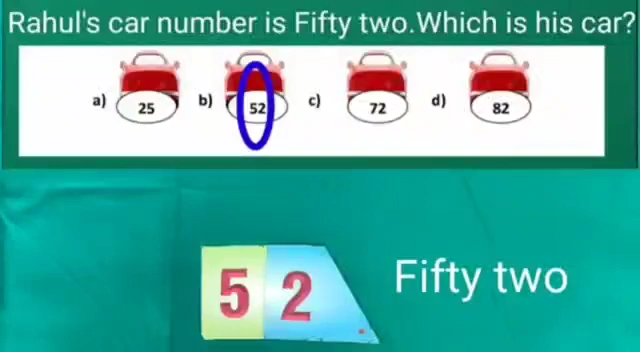 Rahul's car number is Fifty two.Which is his car?
a) 25 b) 52 c) 72 d) 82
5 2 Fifty two